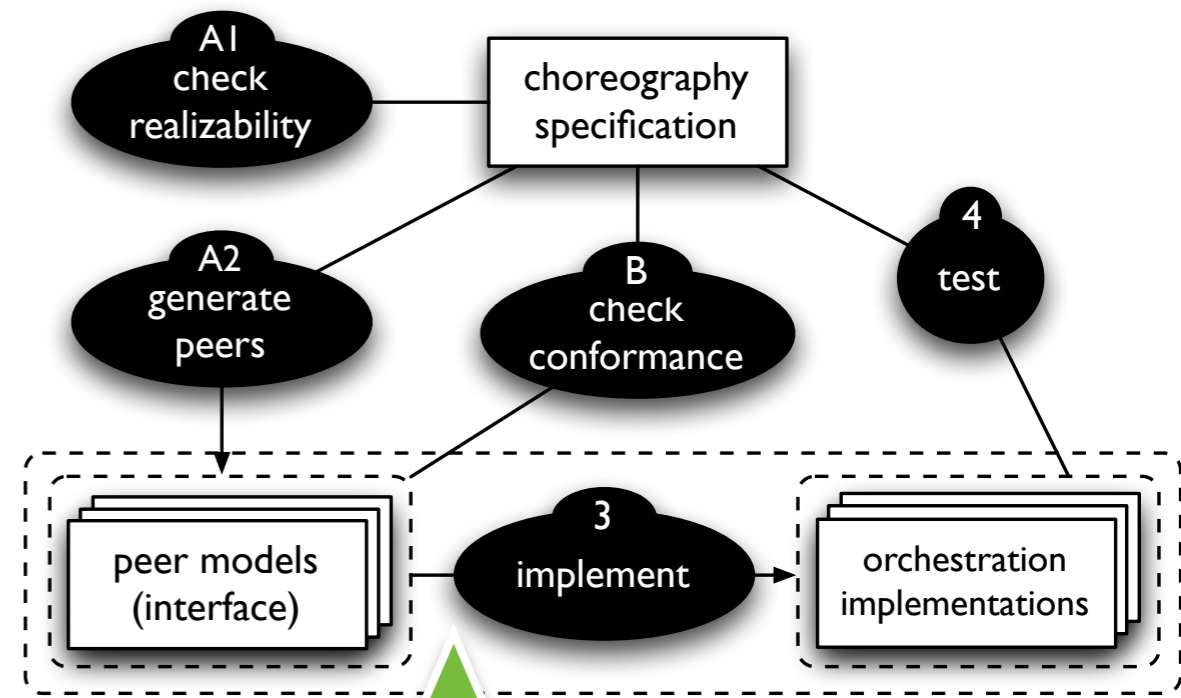 A1
check
realizability
choreography
specification
A2
generate
peers
B
check
conformance
4
test
peer models
(interface)
3
implement
orchestration
implementations